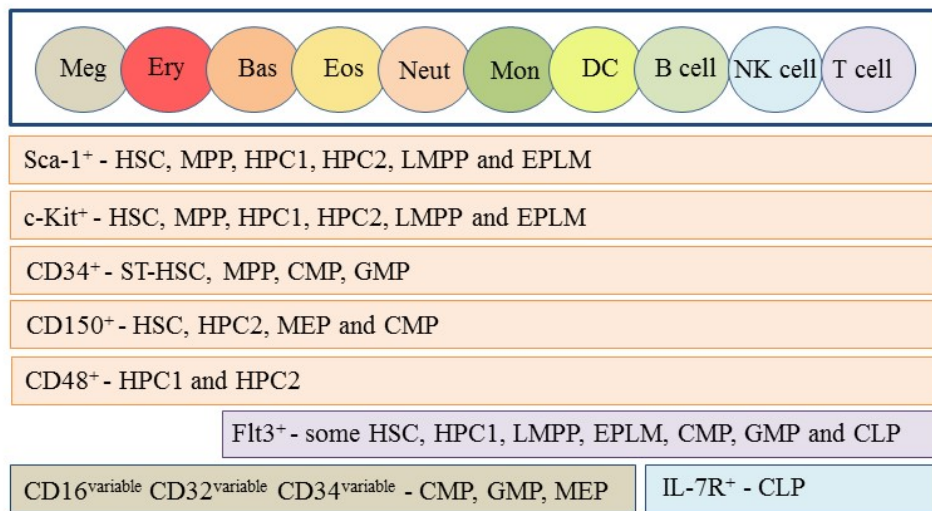 Meg Ery Bas Eos Neut Mon DC B cell NK cell T cell
Sca-1⁺ - HSC, MPP, HPC1, HPC2, LMPP and EPLM
c-Kit⁺ - HSC, MPP, HPC1, HPC2, LMPP and EPLM
CD34⁺ - ST-HSC, MPP, CMP, GMP
CD150⁺ - HSC, HPC2, MEP and CMP
CD48⁺ - HPC1 and HPC2
Flt3⁺ - some HSC, HPC1, LMPP, EPLM, CMP, GMP and CLP
CD16ᵛᵃʳⁱᵃᵇˡᵉ CD32ᵛᵃʳⁱᵃᵇˡᵉ CD34ᵛᵃʳⁱᵃᵇˡᵉ - CMP, GMP, MEP
IL-7R⁺ - CLP